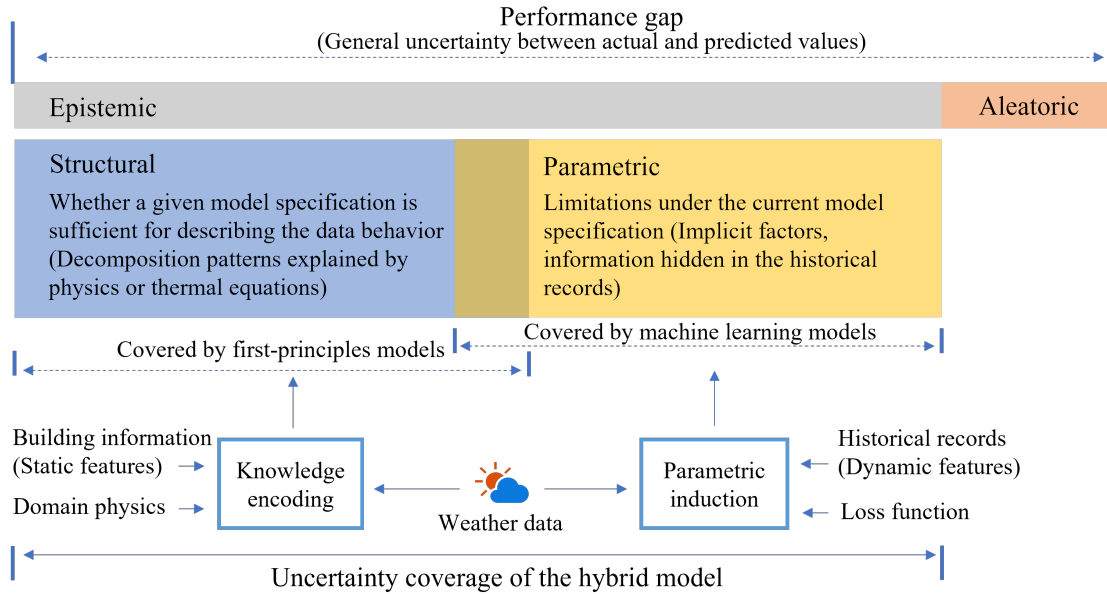 Performance gap
(General uncertainty between actual and predicted values)
Epistemic
Aleatoric
Structural
Whether a given model specification is
sufficient for describing the data behavior
(Decomposition patterns explained by
physics or thermal equations)
Parametric
Limitations under the current model
specification (Implicit factors,
information hidden in the historical
records)
Covered by first-principles models
Covered by machine learning models
Building information
(Static features)
Domain physics
Knowledge
encoding
Weather data
Parametric
induction
Historical records
(Dynamic features)
Loss function
Uncertainty coverage of the hybrid model